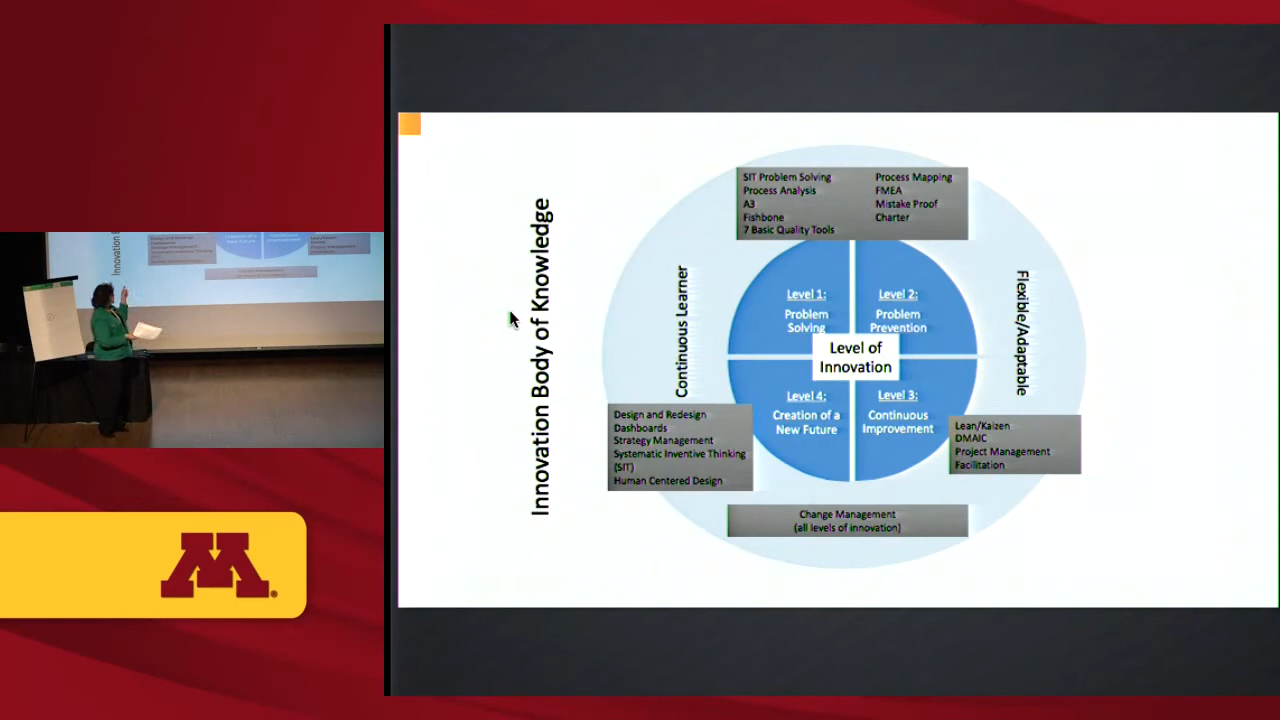 Innovation Body of Knowledge
SIT Problem Solving
Process Analysis
A3
Fishbone
7 Basic Quality Tools
Process Mapping
FMEA
Mistake Proof
Charter
Continuous Learner
Flexible/Adaptable
Level 1:
Problem
Solving
Level 2:
Problem
Prevention
Level of
Innovation
Level 4:
Creation of a
New Future
Level 3:
Continuous
Improvement
Design and Redesign
Dashboards
Strategy Management
Systematic Inventive Thinking
(SIT)
Human Centered Design
Lean/Kaizen
DMAIC
Project Management
Facilitation
Change Management
(all levels of innovation)
M®